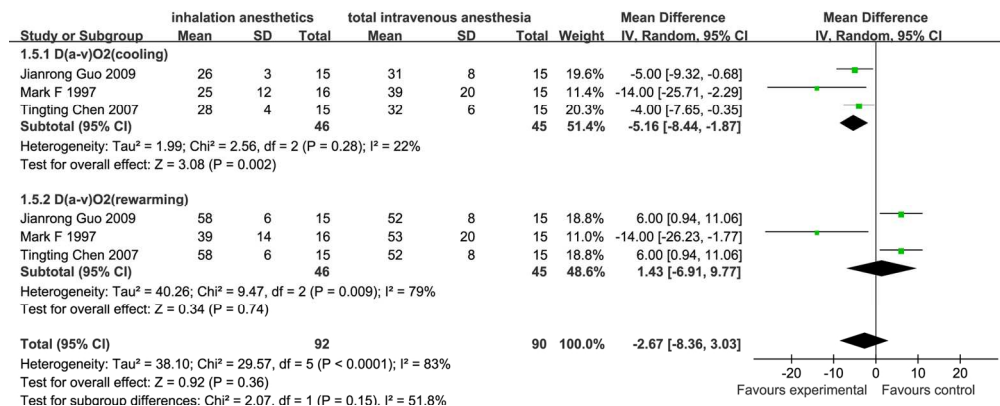 inhalation anesthetics total intravenous anesthesia Mean Difference Mean Difference
Study or Subgroup Mean SD Total Mean SD Total Weight IV, Random, 95% CI IV, Random, 95% CI
1.5.1 D(a-v)O2(cooling)
Jianrong Guo 2009 26 3 15 31 8 15 19.6% -5.00 [-9.32, -0.68]
Mark F 1997 25 12 16 39 20 15 11.4% -14.00 [-25.71, -2.29]
Tingting Chen 2007 28 4 15 32 6 15 20.3% -4.00 [-7.65, -0.35]
Subtotal (95% CI) 46 45 51.4% -5.16 [-8.44, -1.87]
Heterogeneity: Tau² = 1.99; Chi² = 2.56, df = 2 (P = 0.28); I² = 22%
Test for overall effect: Z = 3.08 (P = 0.002)
1.5.2 D(a-v)O2(rewarming)
Jianrong Guo 2009 58 6 15 52 8 15 18.8% 6.00 [0.94, 11.06]
Mark F 1997 39 14 16 53 20 15 11.0% -14.00 [-26.23, -1.77]
Tingting Chen 2007 58 6 15 52 8 15 18.8% 6.00 [0.94, 11.06]
Subtotal (95% CI) 46 45 48.6% 1.43 [-6.91, 9.77]
Heterogeneity: Tau² = 40.26; Chi² = 9.47, df = 2 (P = 0.009); I² = 79%
Test for overall effect: Z = 0.34 (P = 0.74)
Total (95% CI) 92 90 100.0% -2.67 [-8.36, 3.03]
Heterogeneity: Tau² = 38.10; Chi² = 29.57, df = 5 (P < 0.0001); I² = 83%
Test for overall effect: Z = 0.92 (P = 0.36)
Test for subgroup differences: Chi² = 2.07, df = 1 (P = 0.15), I² = 51.8%
-20 -10 0 10 20
Favours experimental Favours control